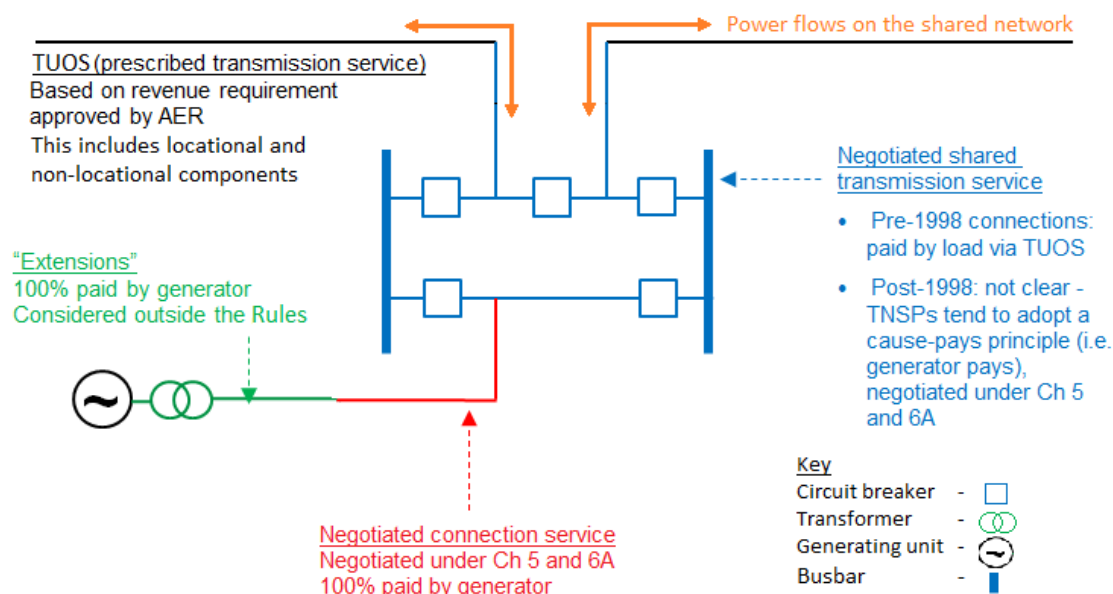 Power flows on the shared network
TUOS (prescribed transmission service)
Based on revenue requirement
approved by AER
This includes locational and
non-locational components
Negotiated shared
transmission service
• Pre-1998 connections:
paid by load via TUOS
• Post-1998: not clear -
TNSPs tend to adopt a
cause-pays principle (i.e.
generator pays),
negotiated under Ch 5
and 6A
“Extensions”
100% paid by generator
Considered outside the Rules
~
Negotiated connection service
Negotiated under Ch 5 and 6A
100% paid by generator
Key
Circuit breaker -
Transformer -
Generating unit - ~
Busbar -